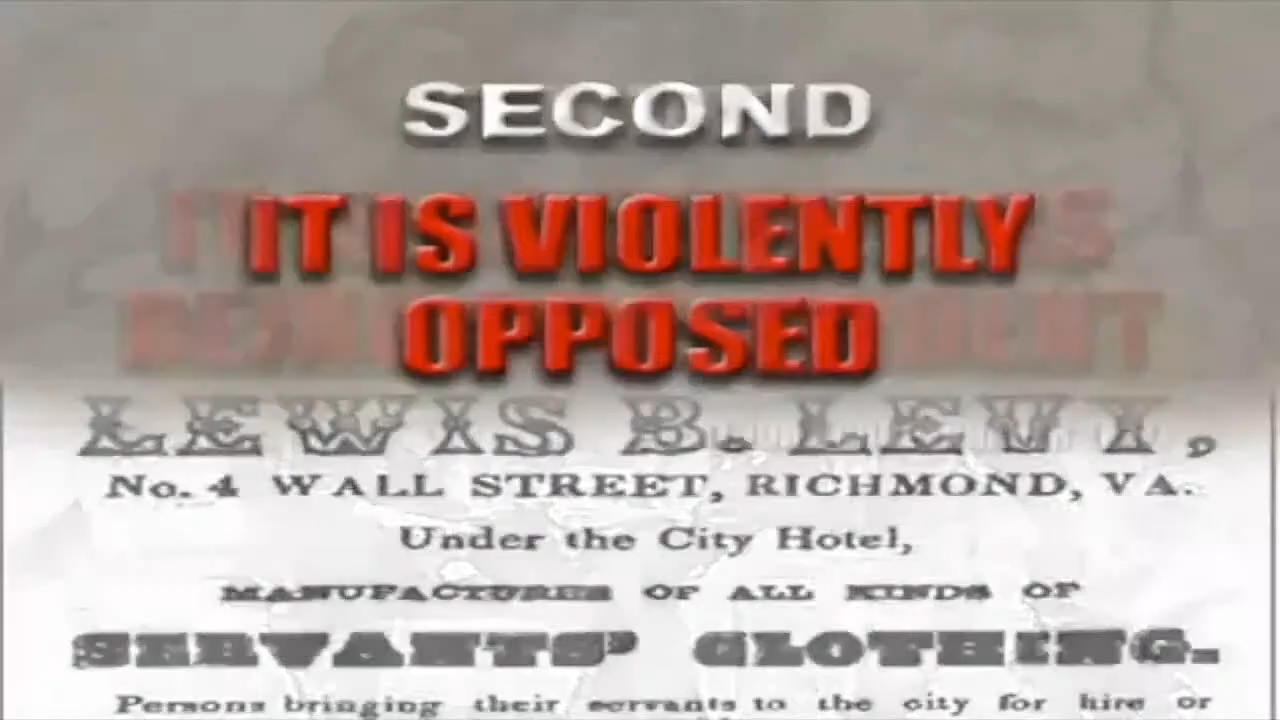 SECOND
IT IS VIOLENTLY
OPPOSED
LEWIS B. LEVY,
No. 4 WALL STREET, RICHMOND, VA.
Under the City Hotel,
MANUFACTURER OF ALL KINDS OF
SERVANTS' CLOTHING.
Persons bringing their servants to the city for hire or